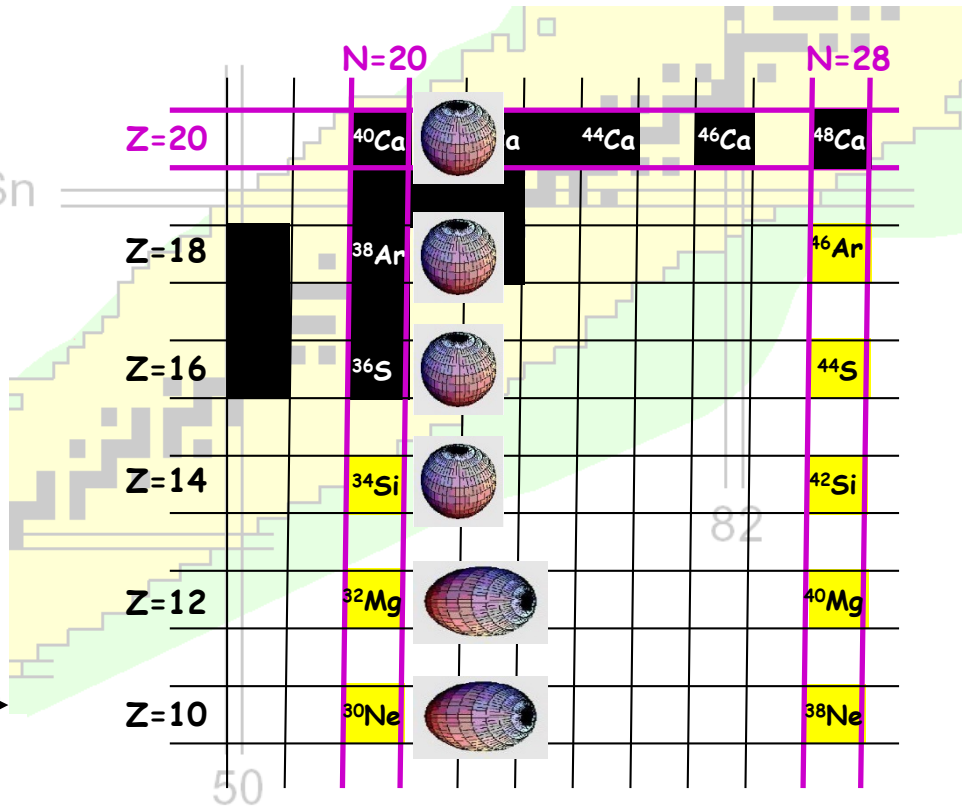 N=20 N=28
Z=20 ⁴⁰Ca a ⁴⁴Ca ⁴⁶Ca ⁴⁸Ca
Sn
Z=18 ³⁸Ar ⁴⁶Ar
Z=16 ³⁶S ⁴⁴S
Z=14 ³⁴Si ⁴²Si
82
Z=12 ³²Mg ⁴⁰Mg
Z=10 ³⁰Ne ³⁸Ne
50